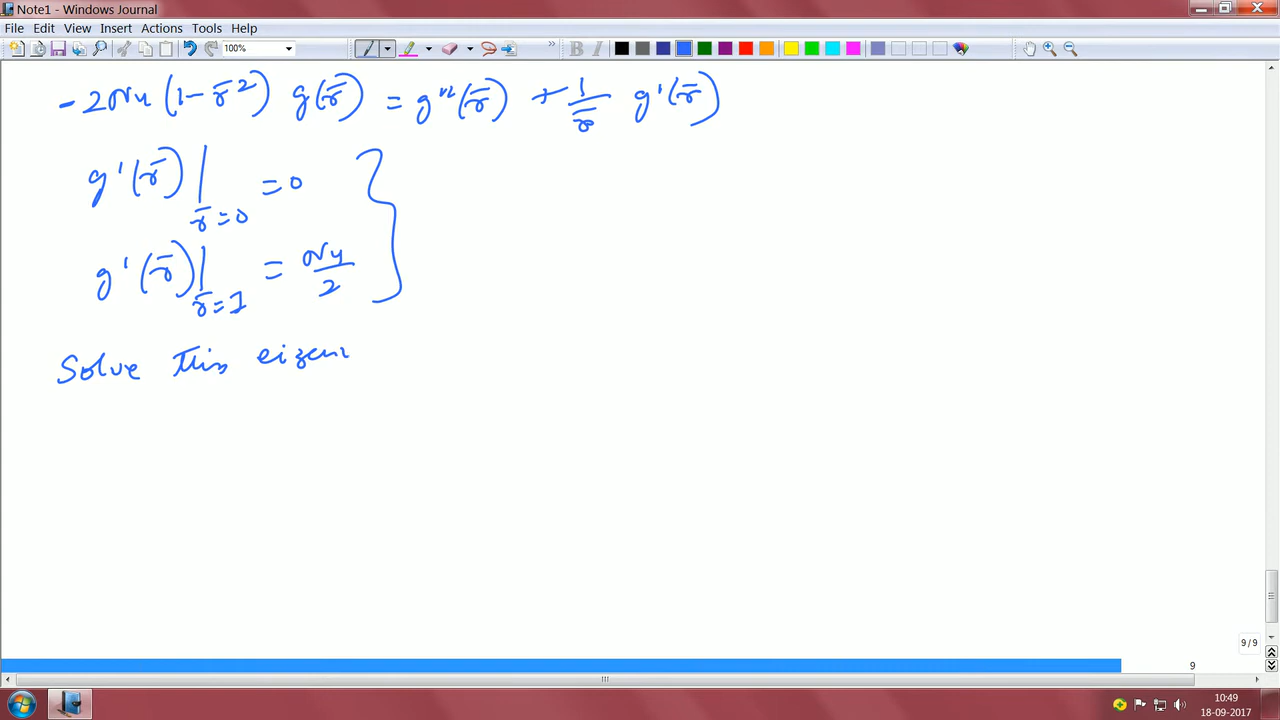 Note1 - Windows Journal
File Edit View Insert Actions Tools Help
100%
- 2Nu (1 - r̄²) g(r̄) = g''(r̄) + 1/r̄ g'(r̄)
g'(r̄) | r̄=0 = 0
g'(r̄) | r̄=1 = Nu/2
Solve this eigen
9/9
9
10:49
18-09-2017